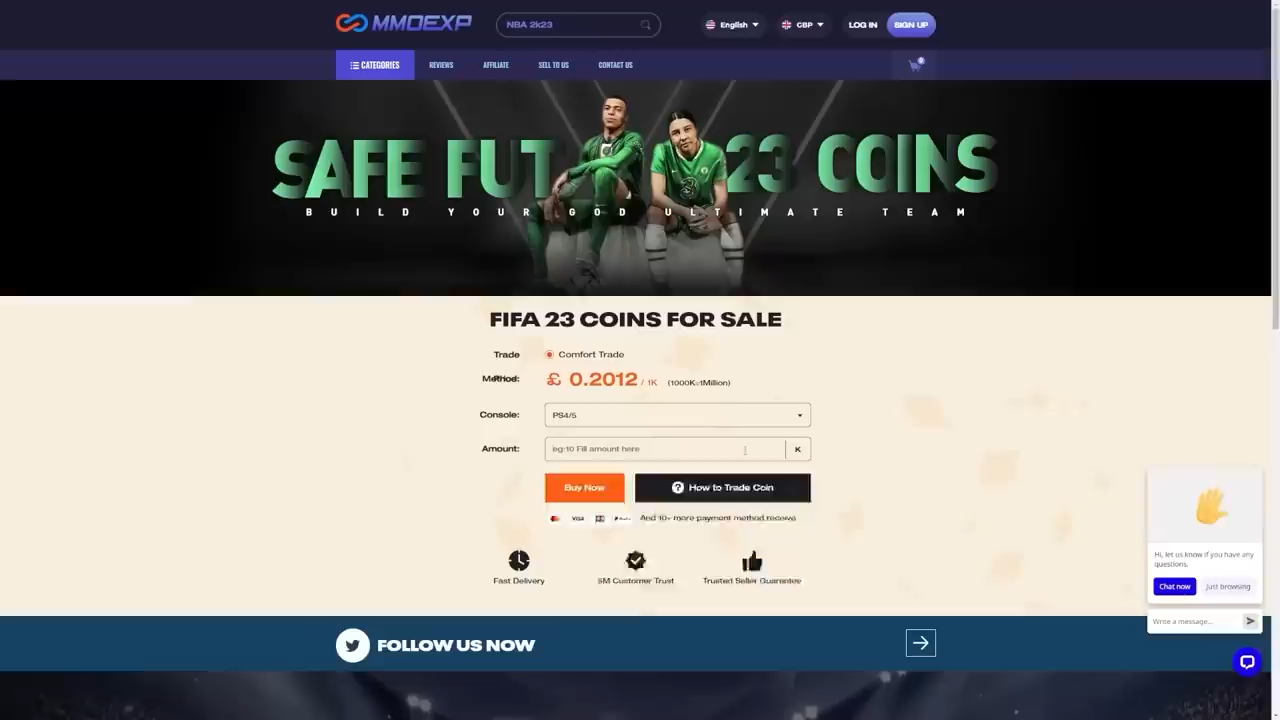 MMOEXP
NBA 2k23
English
GBP
LOG IN
SIGN UP
CATEGORIES
REVIEWS
AFFILIATE
SELL TO US
CONTACT US
0
SAFE FUT 23 COINS
BUILD YOUR GOD ULTIMATE TEAM
FIFA 23 COINS FOR SALE
Trade
Comfort Trade
£ 0.2012 / 1K (1000K=1Million)
Console:
PS4/5
Amount:
eg:10 Fill amount here
K
Buy Now
? How to Trade Coin
VISA
And 10+ more payment method receive
Fast Delivery
5M Customer Trust
Trusted Seller Guarantee
Hi, let us know if you have any
questions.
Chat now
Just browsing
Write a message...
FOLLOW US NOW